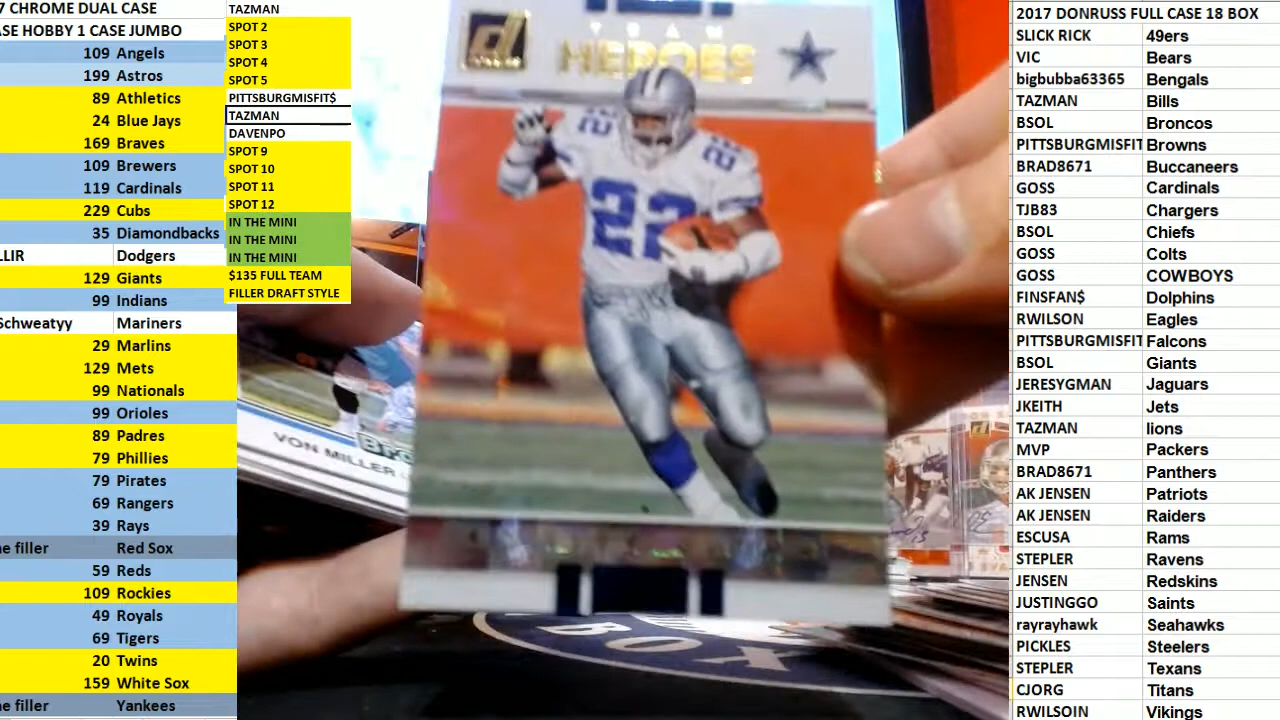 7 CHROME DUAL CASE
ASE HOBBY 1 CASE JUMBO
109 Angels
199 Astros
89 Athletics
24 Blue Jays
169 Braves
109 Brewers
119 Cardinals
229 Cubs
35 Diamondbacks
LLIR Dodgers
129 Giants
99 Indians
Schweatyy Mariners
29 Marlins
129 Mets
99 Nationals
99 Orioles
89 Padres
79 Phillies
79 Pirates
69 Rangers
39 Rays
ne filler Red Sox
59 Reds
109 Rockies
49 Royals
69 Tigers
20 Twins
159 White Sox
ne filler Yankees
TAZMAN
SPOT 2
SPOT 3
SPOT 4
SPOT 5
PITTSBURGMISFIT$
TAZMAN
DAVENPO
SPOT 9
SPOT 10
SPOT 11
SPOT 12
IN THE MINI
IN THE MINI
IN THE MINI
$135 FULL TEAM
FILLER DRAFT STYLE
d
TEAM
HEROES
22
22
22
VON MILLER
Bro
BOX
2017 DONRUSS FULL CASE 18 BOX
SLICK RICK 49ers
VIC Bears
bigbubba63365 Bengals
TAZMAN Bills
BSOL Broncos
PITTSBURGMISFIT Browns
BRAD8671 Buccaneers
GOSS Cardinals
TJB83 Chargers
BSOL Chiefs
GOSS Colts
GOSS COWBOYS
FINSFAN$ Dolphins
RWILSON Eagles
PITTSBURGMISFIT Falcons
BSOL Giants
JERESYGMAN Jaguars
JKEITH Jets
TAZMAN lions
MVP Packers
BRAD8671 Panthers
AK JENSEN Patriots
AK JENSEN Raiders
ESCUSA Rams
STEPLER Ravens
JENSEN Redskins
JUSTINGGO Saints
rayrayhawk Seahawks
PICKLES Steelers
STEPLER Texans
CJORG Titans
RWILSOIN Vikings